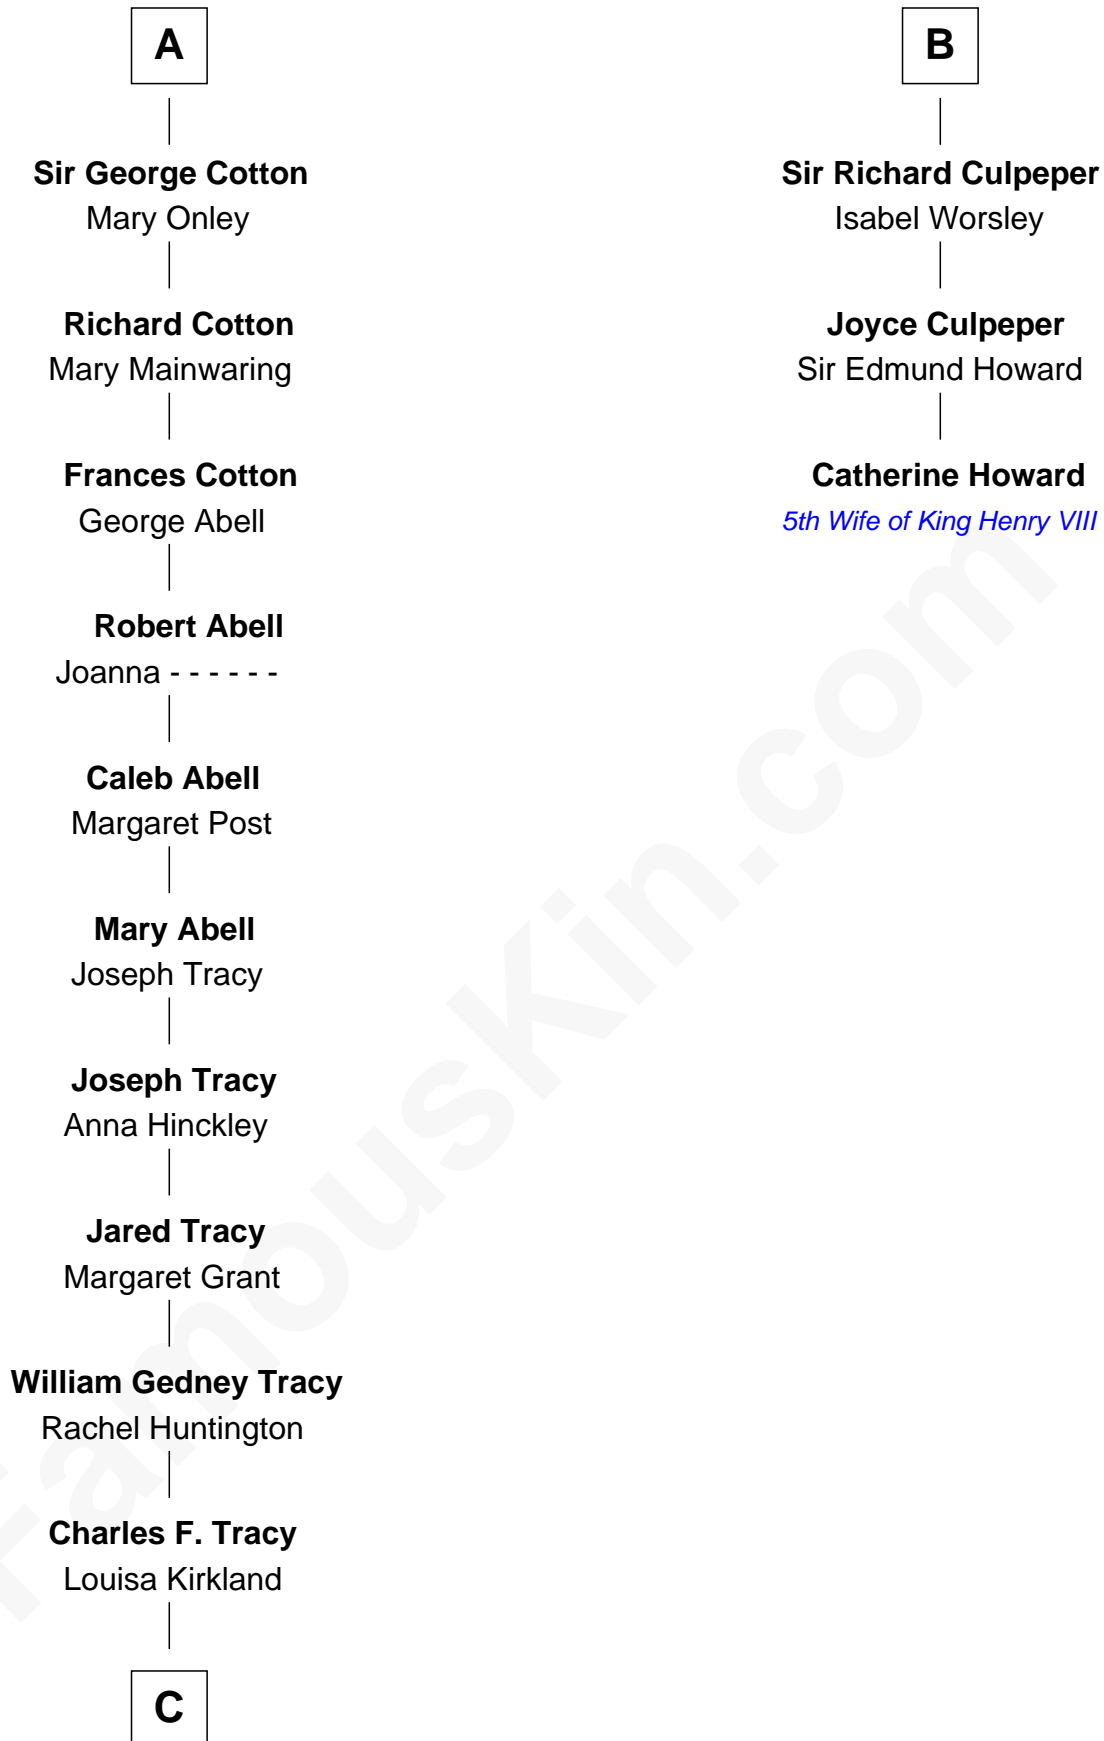 A
Sir George Cotton
Mary Onley
Richard Cotton
Mary Mainwaring
Frances Cotton
George Abell
Robert Abell
Joanna - - - - - -
Caleb Abell
Margaret Post
Mary Abell
Joseph Tracy
Joseph Tracy
Anna Hinckley
Jared Tracy
Margaret Grant
William Gedney Tracy
Rachel Huntington
Charles F. Tracy
Louisa Kirkland
C
B
Sir Richard Culpeper
Isabel Worsley
Joyce Culpeper
Sir Edmund Howard
Catherine Howard
5th Wife of King Henry VIII
FamousKin.com